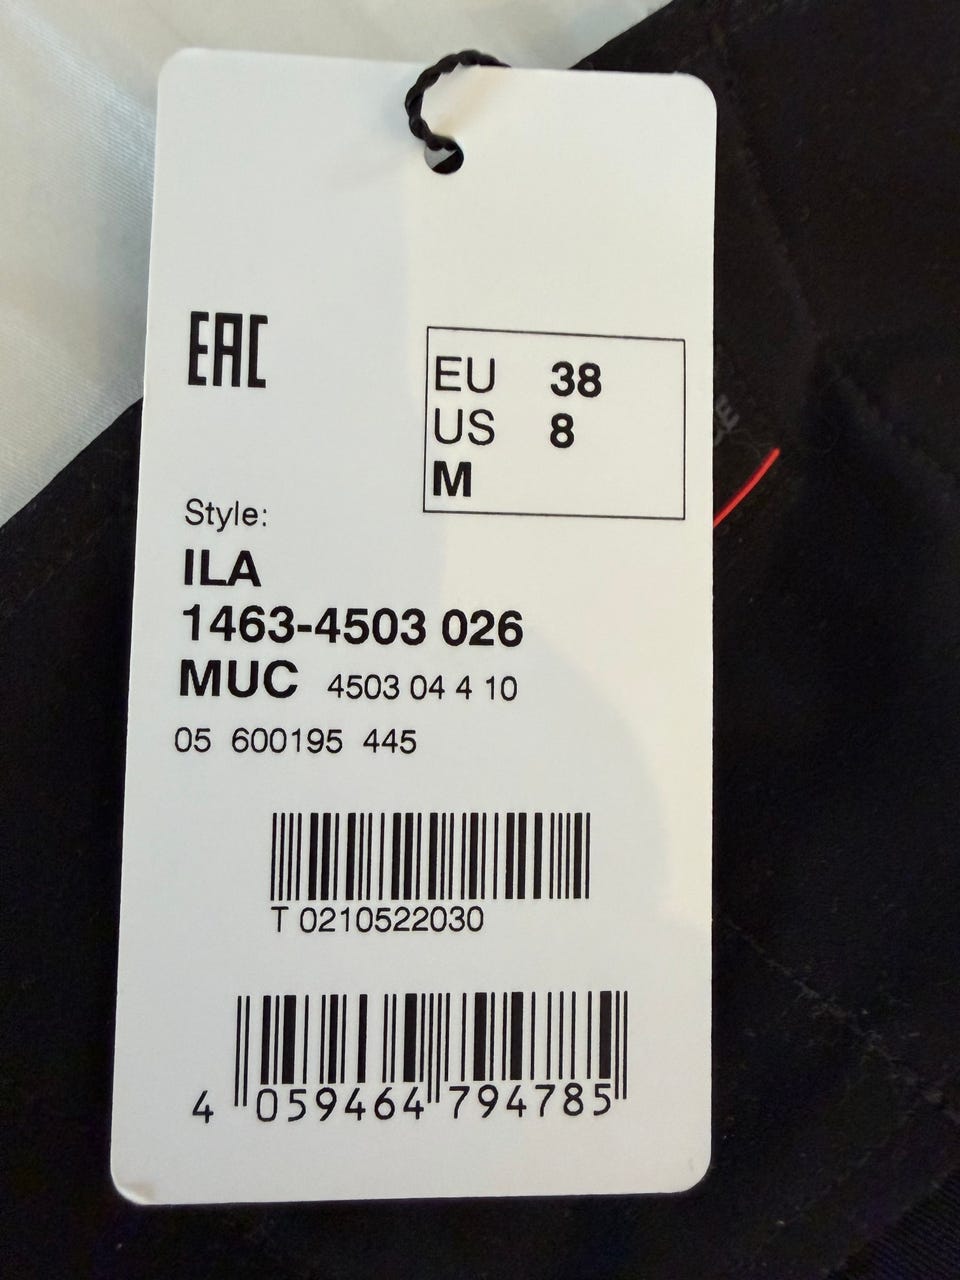 EAC
EU 38
US 8
M
Style:
ILA
1463-4503 026
MUC 4503 04 4 10
05 600195 445
T 0210522030
4 059464 794785